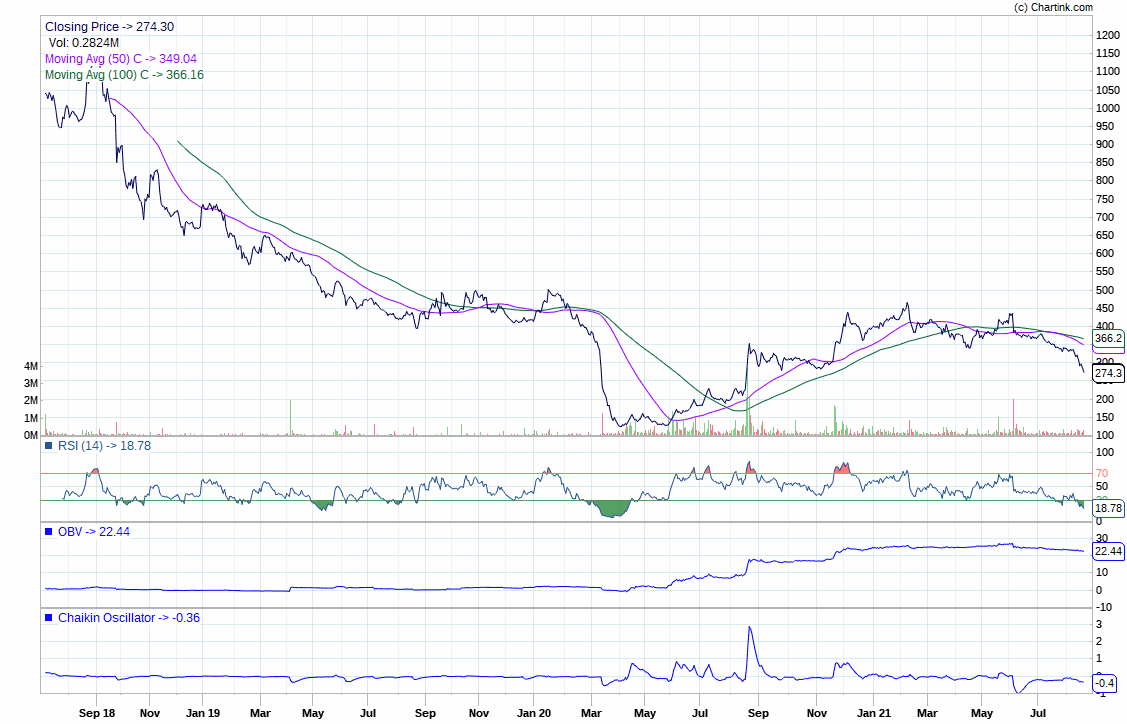 (c) Chartink.com
Closing Price -> 274.30
Vol: 0.2824M
Moving Avg (50) C -> 349.04
Moving Avg (100) C -> 366.16
1200
1150
1100
1050
1000
950
900
850
800
750
700
650
600
550
500
450
400
366.2
300
274.3
200
150
100
4M
3M
2M
1M
0M
RSI (14) -> 18.78
100
70
50
18.78
0
OBV -> 22.44
30
22.44
10
0
-10
Chaikin Oscillator -> -0.36
3
2
1
-0.4
-1
Sep 18 Nov Jan 19 Mar May Jul Sep Nov Jan 20 Mar May Jul Sep Nov Jan 21 Mar May Jul